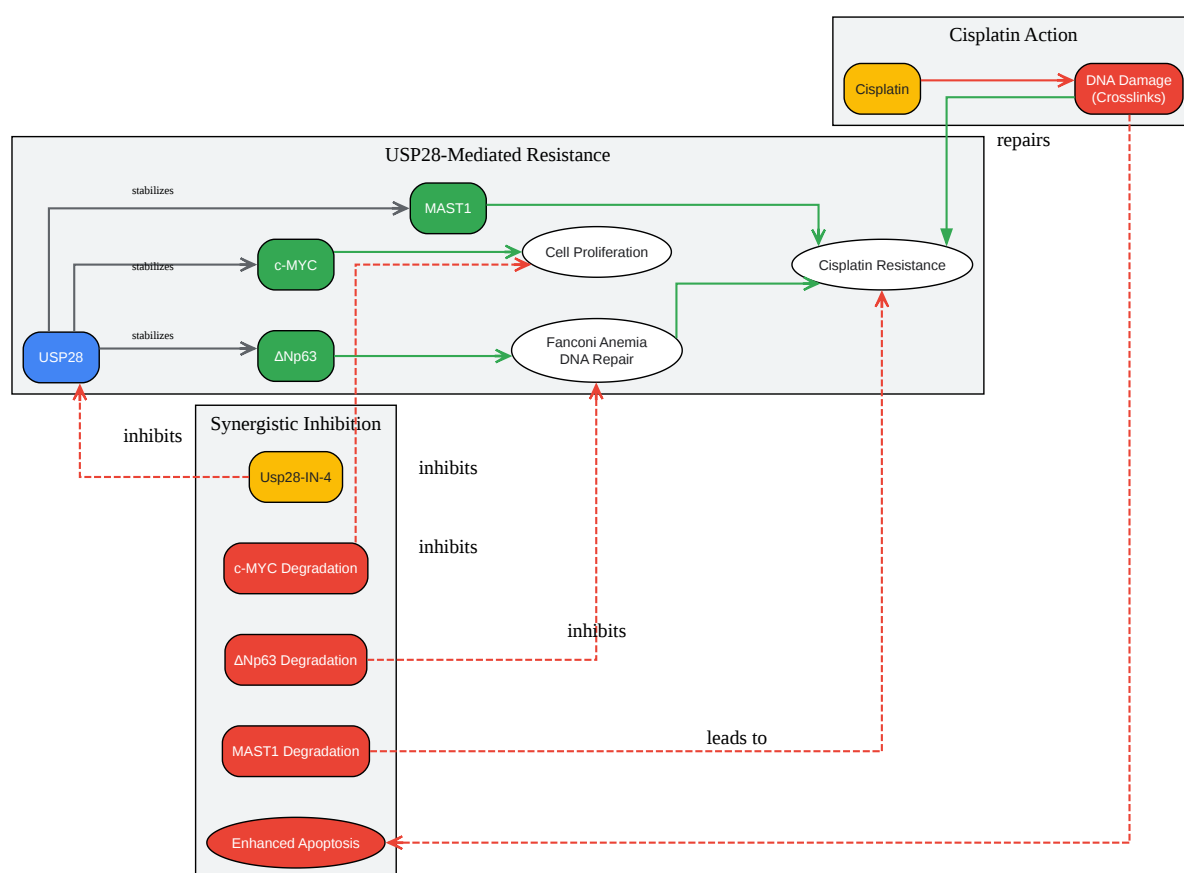 Cisplatin Action
Cisplatin
DNA Damage
(Crosslinks)
repairs
USP28-Mediated Resistance
stabilizes
MAST1
stabilizes
c-MYC
Cell Proliferation
Cisplatin Resistance
stabilizes
USP28
ΔNp63
Fanconi Anemia
DNA Repair
Synergistic Inhibition
inhibits
Usp28-IN-4
inhibits
inhibits
c-MYC Degradation
inhibits
ΔNp63 Degradation
leads to
MAST1 Degradation
Enhanced Apoptosis